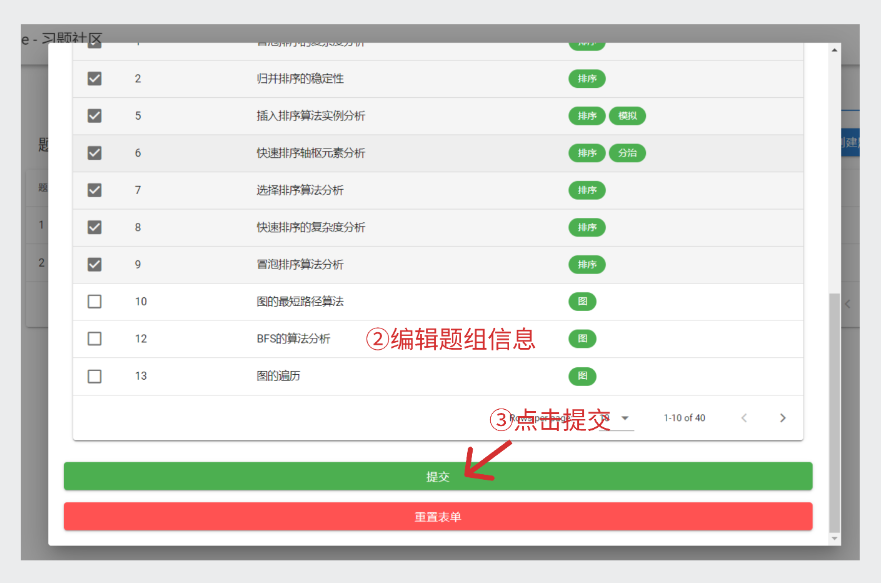 e - 习题社区
2 归并排序的稳定性 排序
5 插入排序算法实例分析 排序 模拟
6 快速排序轴枢元素分析 排序 分治
7 选择排序算法分析 排序
1
8 快速排序的复杂度分析 排序
2
9 冒泡排序算法分析 排序
10 图的最短路径算法 图
12 BFS的算法分析 图
②编辑题组信息
13 图的遍历 图
Rows per page: 10 1-10 of 40
③点击提交
提交
重置表单